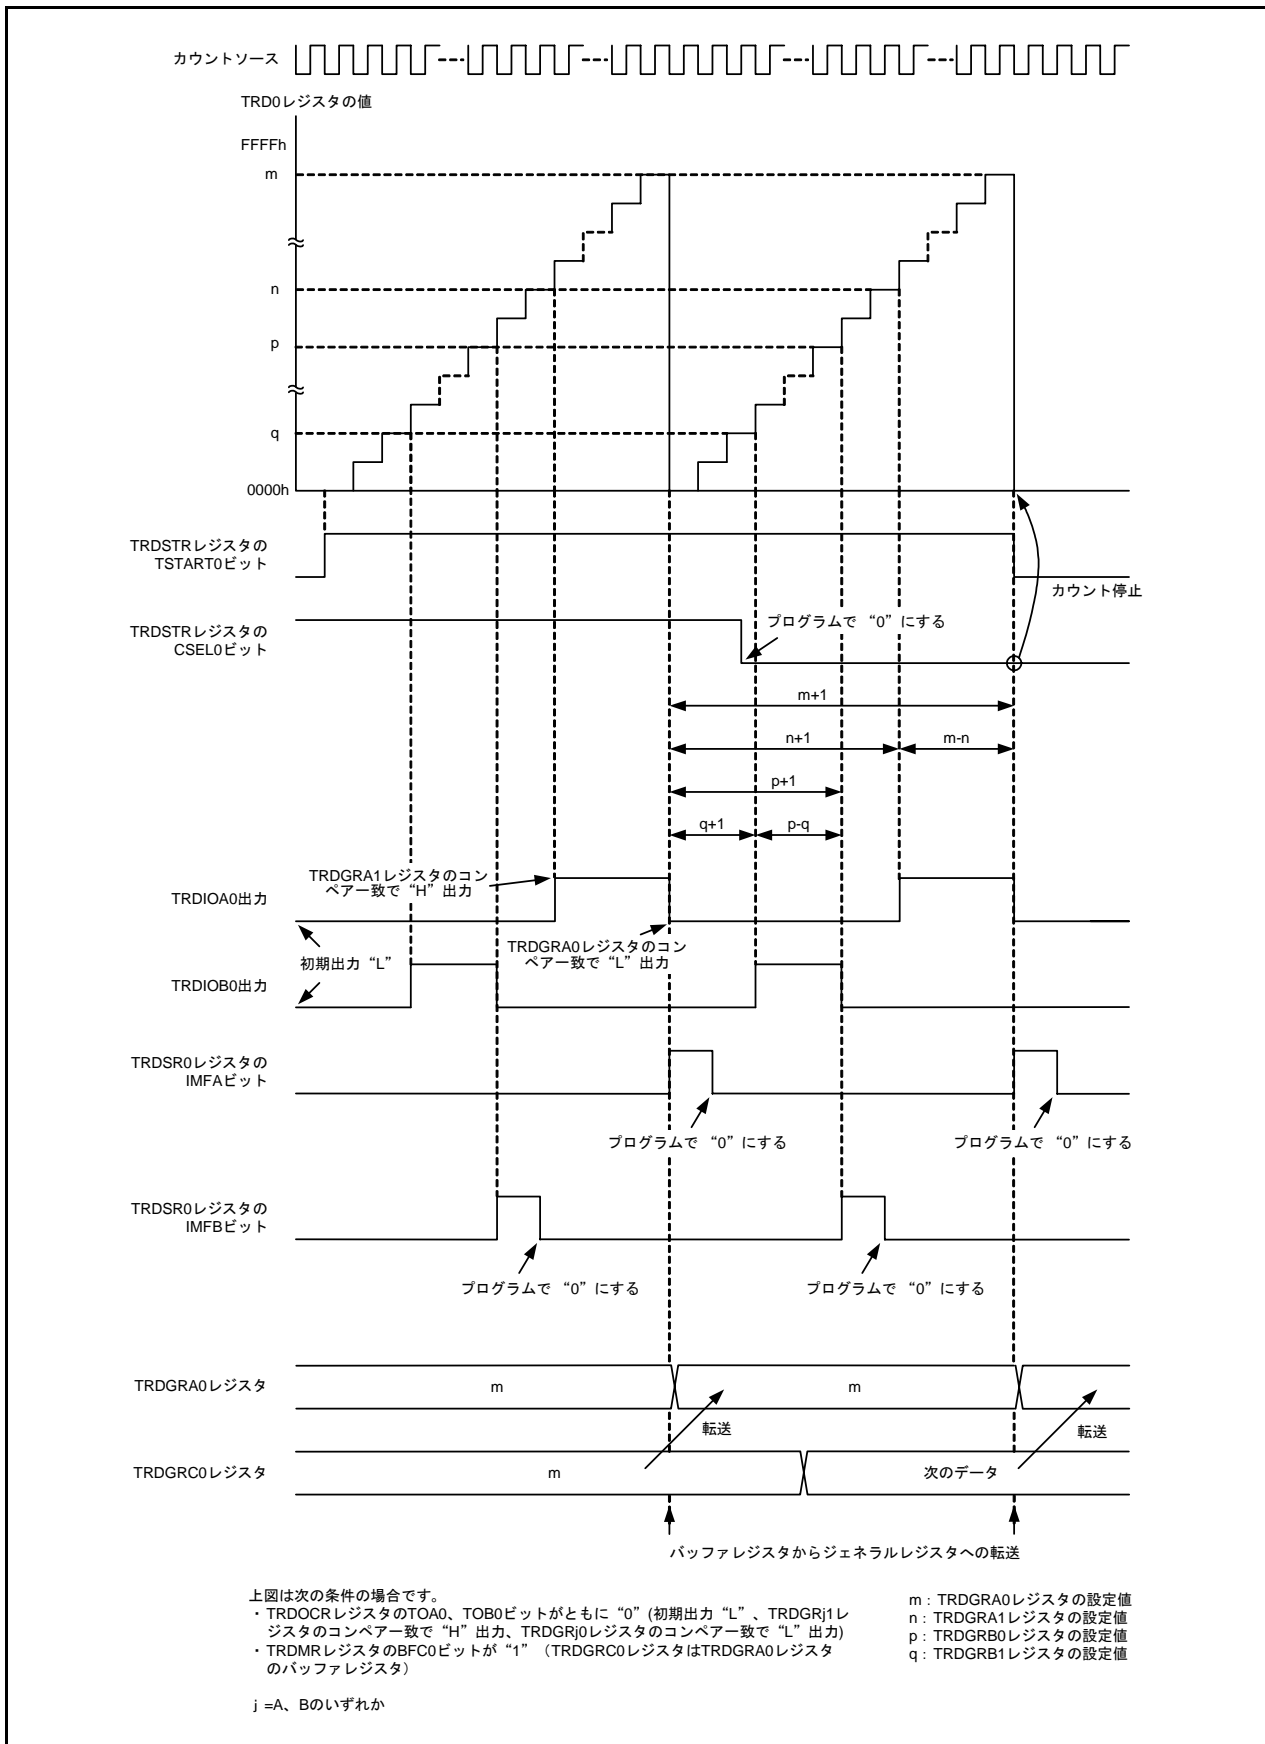 カウントソース
TRD0レジスタの値
FFFFh
m
n
p
q
0000h
TRDSTRレジスタの
TSTART0ビット
カウント停止
TRDSTRレジスタの
CSEL0ビット
プログラムで “0”にする
m+1
n+1
m-n
p+1
q+1
p-q
TRDIOA0出力
TRDGRA1レジスタのコン
ペアー致で“H”出力
TRDGRA0レジスタのコン
ペアー致で“L”出力
初期出力“L”
TRDIOB0出力
TRDSR0レジスタの
IMFAビット
プログラムで “0”にする
プログラムで “0”にする
TRDSR0レジスタの
IMFBビット
プログラムで “0”にする
プログラムで “0”にする
TRDGRA0レジスタ
m
m
転送
転送
TRDGRC0レジスタ
m
次のデータ
バッファレジスタからジェネラルレジスタへの転送
上図は次の条件の場合です。
・TRDOCRレジスタのTOA0、TOB0ビットがともに“0”(初期出力“L”、TRDGRj1レ
ジスタのコンペアー致で“H”出力、TRDGRj0レジスタのコンペアー致で“L”出力)
・TRDMRレジスタのBFC0ビットが“1” （TRDGRC0レジスタはTRDGRA0レジスタ
のバッファレジスタ）
j =A、Bのいずれか
m：TRDGRA0レジスタの設定値
n：TRDGRA1レジスタの設定値
p：TRDGRB0レジスタの設定値
q：TRDGRB1レジスタの設定値